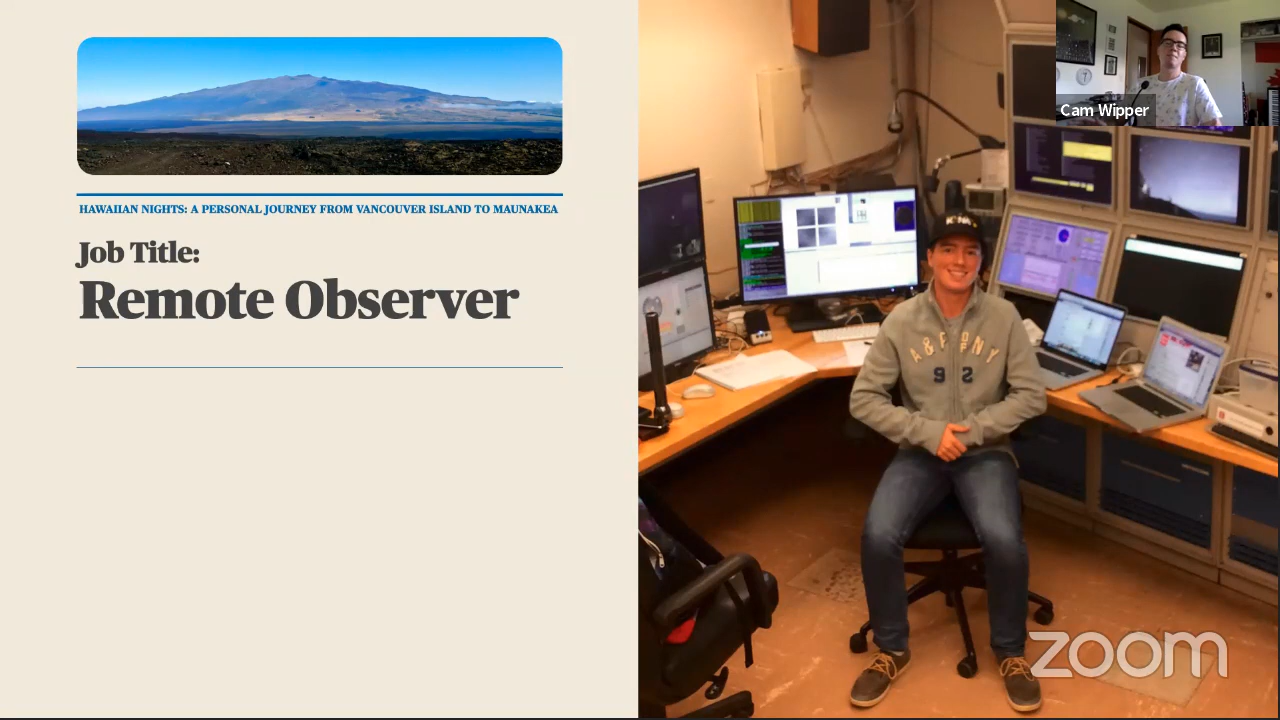 HAWAIIAN NIGHTS: A PERSONAL JOURNEY FROM VANCOUVER ISLAND TO MAUNAKEA
Job Title:
Remote Observer
Cam Wipper
A&F
NY
92
zoom